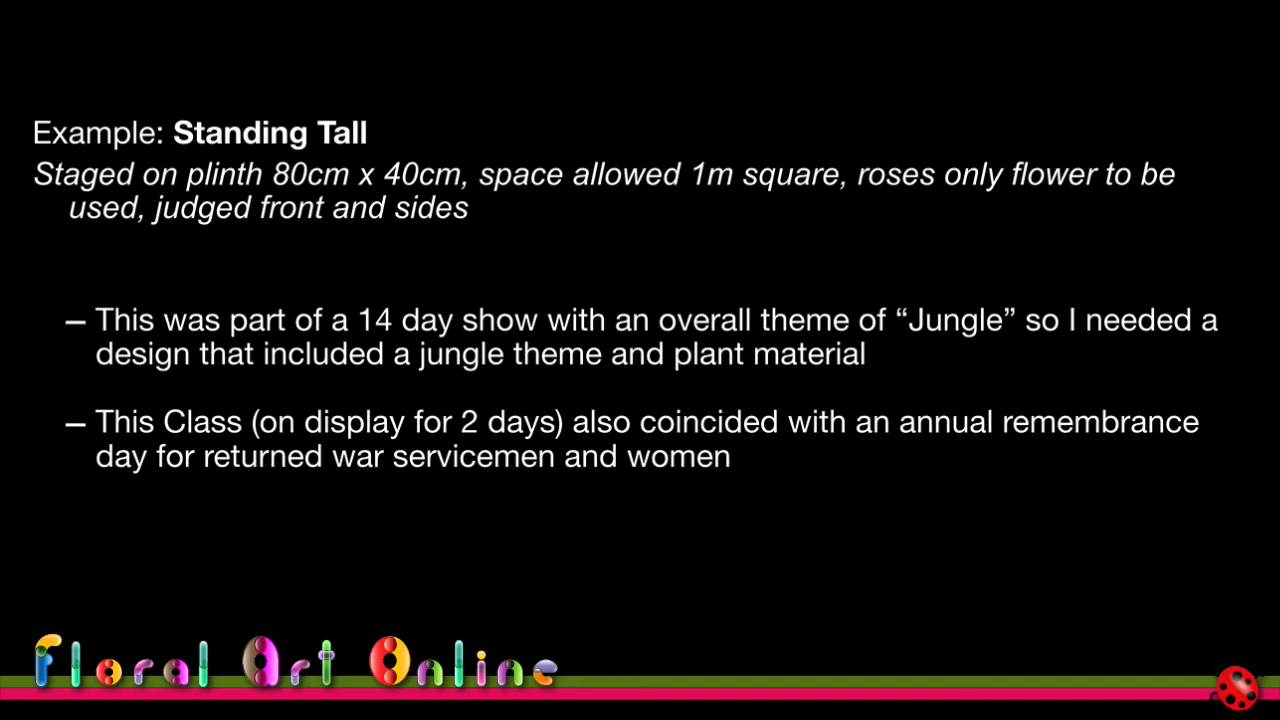 Example: Standing Tall
Staged on plinth 80cm x 40cm, space allowed 1m square, roses only flower to be
used, judged front and sides
– This was part of a 14 day show with an overall theme of “Jungle” so I needed a
design that included a jungle theme and plant material
– This Class (on display for 2 days) also coincided with an annual remembrance
day for returned war servicemen and women
Floral Art Online